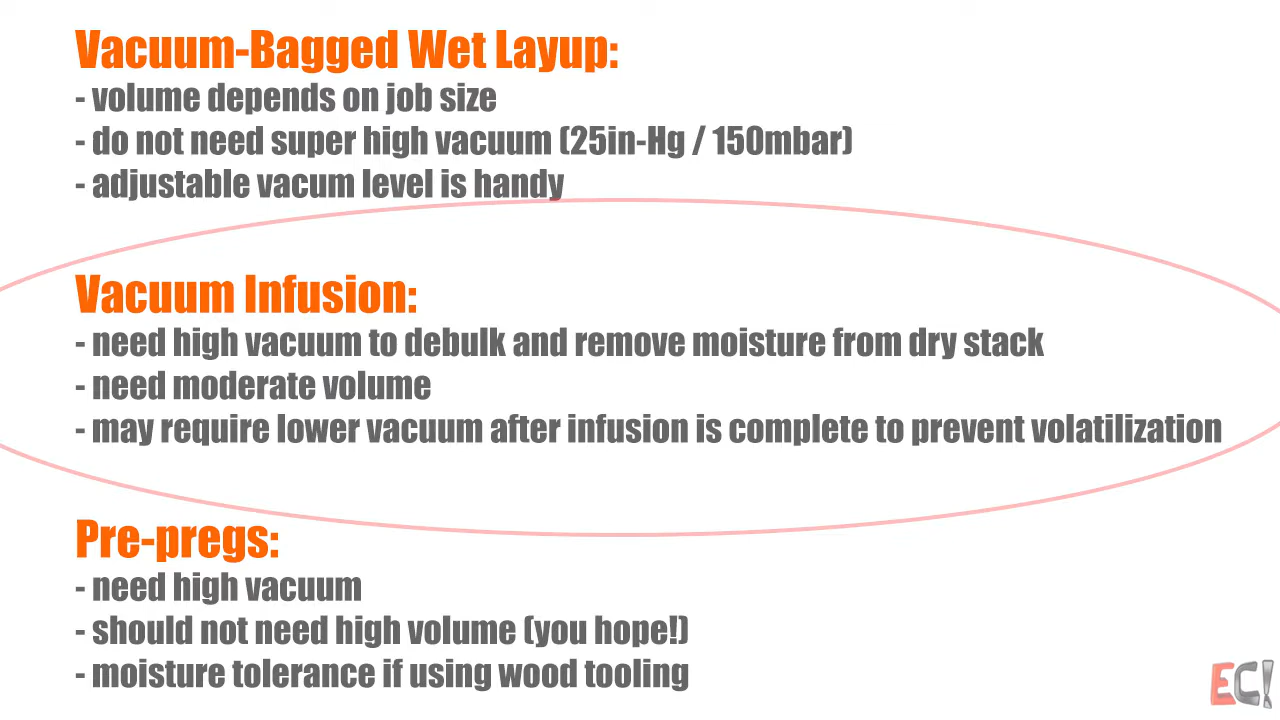 Vacuum-Bagged Wet Layup:
- volume depends on job size
- do not need super high vacuum (25in-Hg / 150mbar)
- adjustable vacum level is handy
Vacuum Infusion:
- need high vacuum to debulk and remove moisture from dry stack
- need moderate volume
- may require lower vacuum after infusion is complete to prevent volatilization
Pre-pregs:
- need high vacuum
- should not need high volume (you hope!)
- moisture tolerance if using wood tooling
EC!